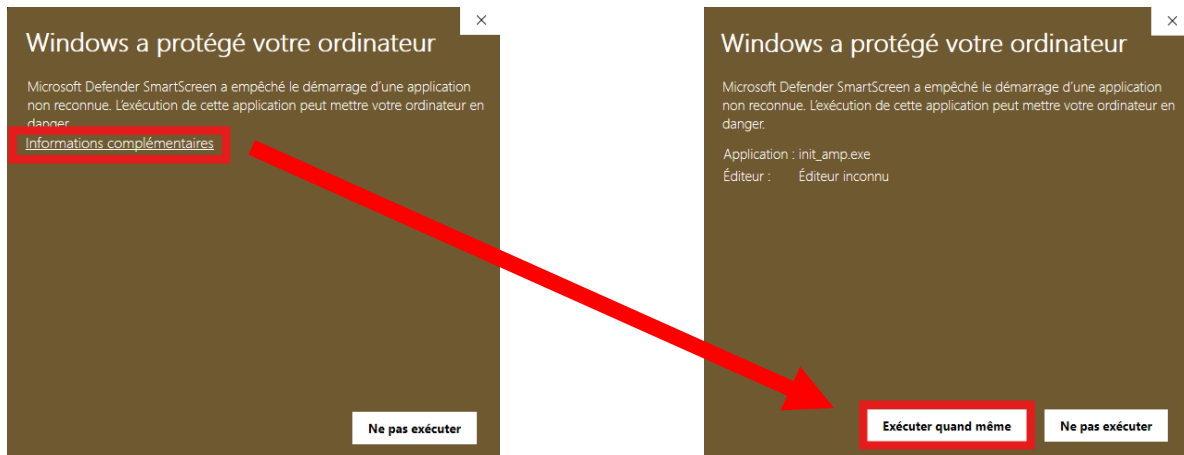 Windows a protégé votre ordinateur
Microsoft Defender SmartScreen a empêché le démarrage d'une application
non reconnue. L'exécution de cette application peut mettre votre ordinateur en
danger.
Informations complémentaires
Ne pas exécuter
Windows a protégé votre ordinateur
Microsoft Defender SmartScreen a empêché le démarrage d'une application
non reconnue. L'exécution de cette application peut mettre votre ordinateur en
danger.
Application : init_amp.exe
Éditeur : Éditeur inconnu
Exécuter quand même
Ne pas exécuter